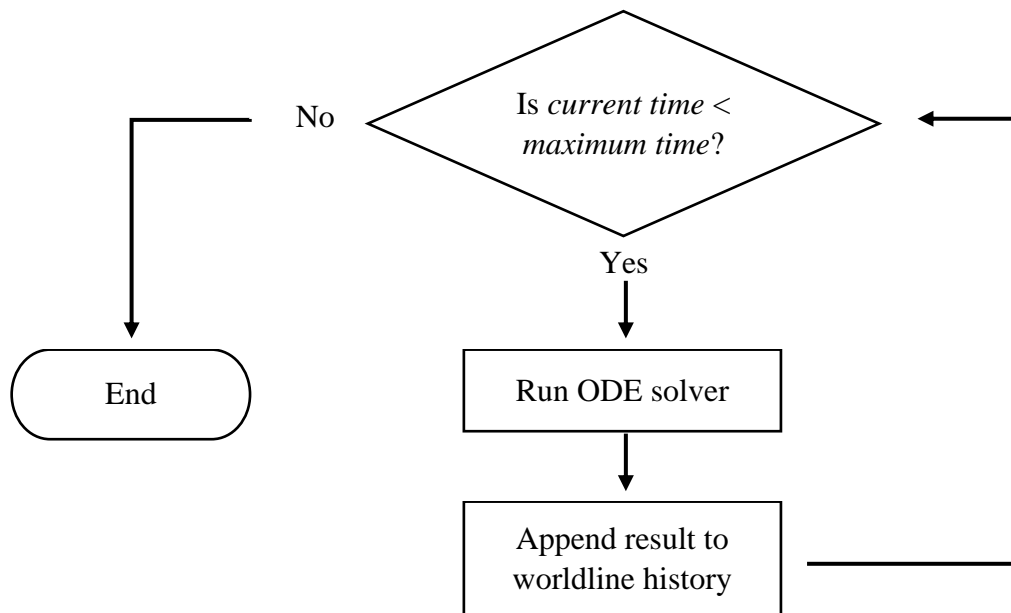 Is current time <
maximum time?
No
Yes
End
Run ODE solver
Append result to
worldline history